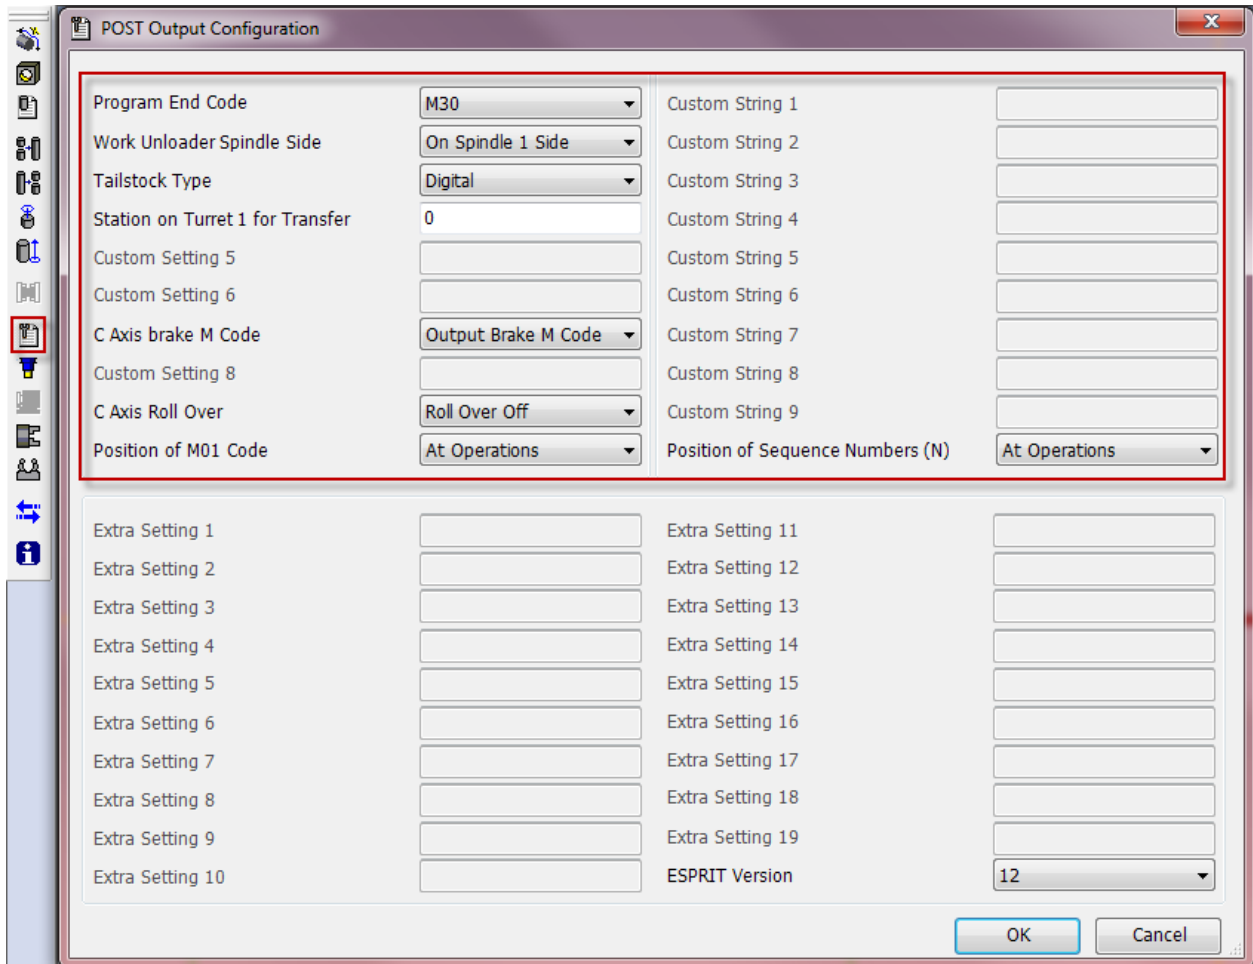 POST Output Configuration
Program End Code M30
Work Unloader Spindle Side On Spindle 1 Side
Tailstock Type Digital
Station on Turret 1 for Transfer 0
Custom Setting 5
Custom Setting 6
C Axis brake M Code Output Brake M Code
Custom Setting 8
C Axis Roll Over Roll Over Off
Position of M01 Code At Operations
Custom String 1
Custom String 2
Custom String 3
Custom String 4
Custom String 5
Custom String 6
Custom String 7
Custom String 8
Custom String 9
Position of Sequence Numbers (N) At Operations
Extra Setting 1
Extra Setting 2
Extra Setting 3
Extra Setting 4
Extra Setting 5
Extra Setting 6
Extra Setting 7
Extra Setting 8
Extra Setting 9
Extra Setting 10
Extra Setting 11
Extra Setting 12
Extra Setting 13
Extra Setting 14
Extra Setting 15
Extra Setting 16
Extra Setting 17
Extra Setting 18
Extra Setting 19
ESPRIT Version 12
OK Cancel